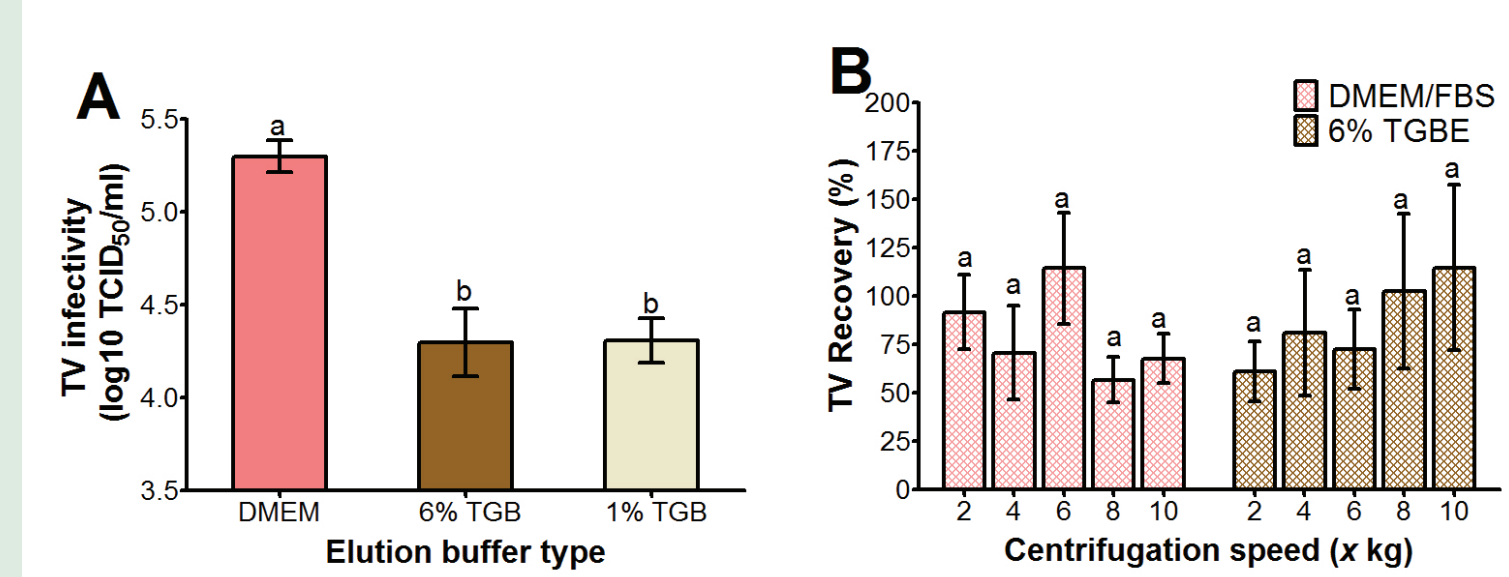 A
5.5
5.0
4.5
4.0
3.5
TV infectivity
(log10 TCID50/ml)
a
b
b
DMEM
6% TGB
1% TGB
Elution buffer type
B
200
175
150
125
100
75
50
25
0
TV Recovery (%)
DMEM/FBS
6% TGBE
a a a a a a a a a a
2 4 6 8 10 2 4 6 8 10
Centrifugation speed (x kg)